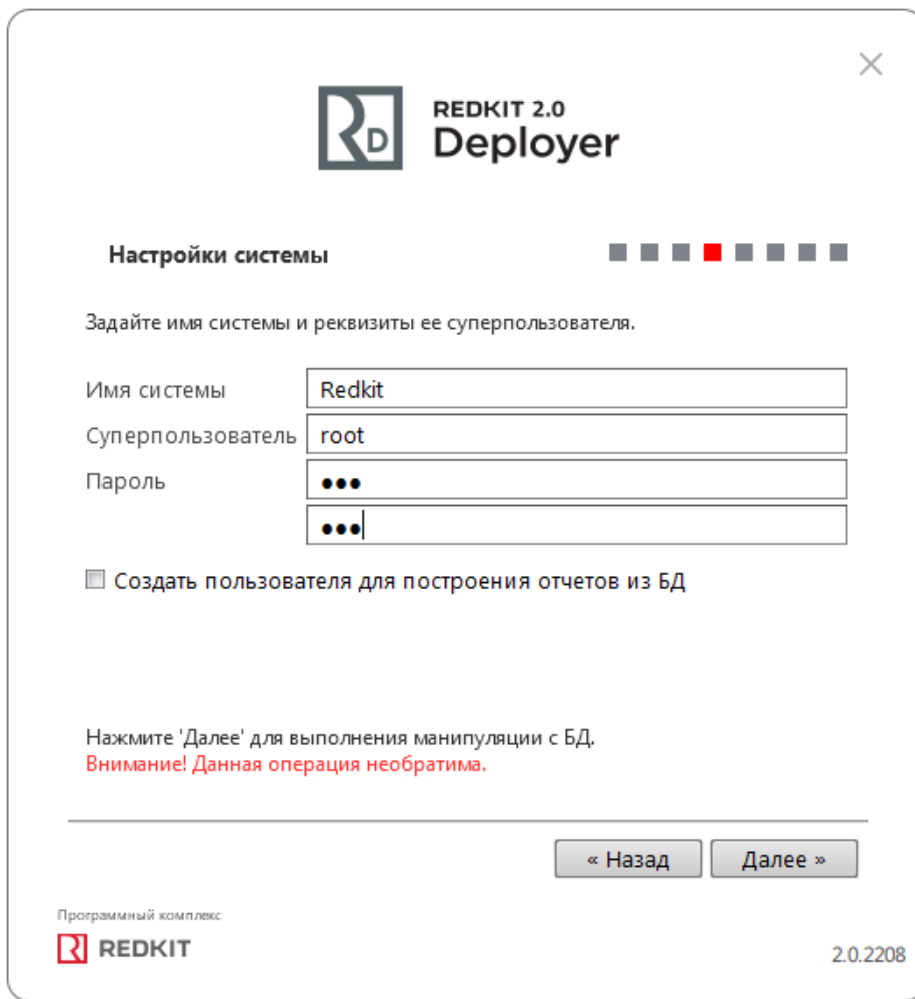 REDKIT 2.0
Deployer
Настройки системы
Задайте имя системы и реквизиты ее суперпользователя.
Имя системы Redkit
Суперпользователь root
Пароль •••
•••
Создать пользователя для построения отчетов из БД
Нажмите 'Далее' для выполнения манипуляции с БД.
Внимание! Данная операция необратима.
« Назад Далее »
Программный комплекс
REDKIT
2.0.2208